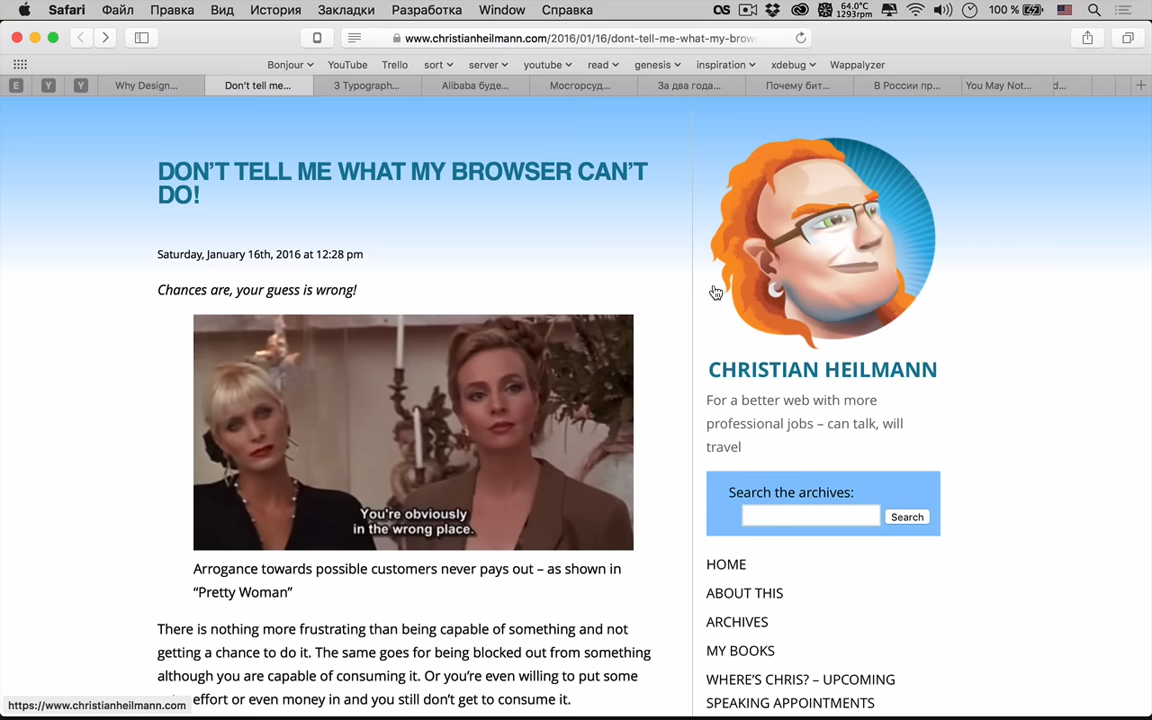 Safari Файл Правка Вид История Закладки Разработка Window Справка
64.0°C
1293rpm
100 %
www.christianheilmann.com/2016/01/16/dont-tell-me-what-my-brow
Bonjour YouTube Trello sort server youtube read genesis inspiration xdebug Wappalyzer
E Y Y Why Design... Don't tell me... 3 Typograph... Alibaba буде... Мосгорсуд... За два года... Почему бит... В России пр... You May Not... d...
DON'T TELL ME WHAT MY BROWSER CAN'T
DO!
Saturday, January 16th, 2016 at 12:28 pm
Chances are, your guess is wrong!
You're obviously
in the wrong place.
Arrogance towards possible customers never pays out – as shown in
“Pretty Woman”
There is nothing more frustrating than being capable of something and not
getting a chance to do it. The same goes for being blocked out from something
although you are capable of consuming it. Or you're even willing to put some
effort or even money in and you still don't get to consume it.
CHRISTIAN HEILMANN
For a better web with more
professional jobs – can talk, will
travel
Search the archives:
Search
HOME
ABOUT THIS
ARCHIVES
MY BOOKS
WHERE'S CHRIS? – UPCOMING
SPEAKING APPOINTMENTS
https://www.christianheilmann.com